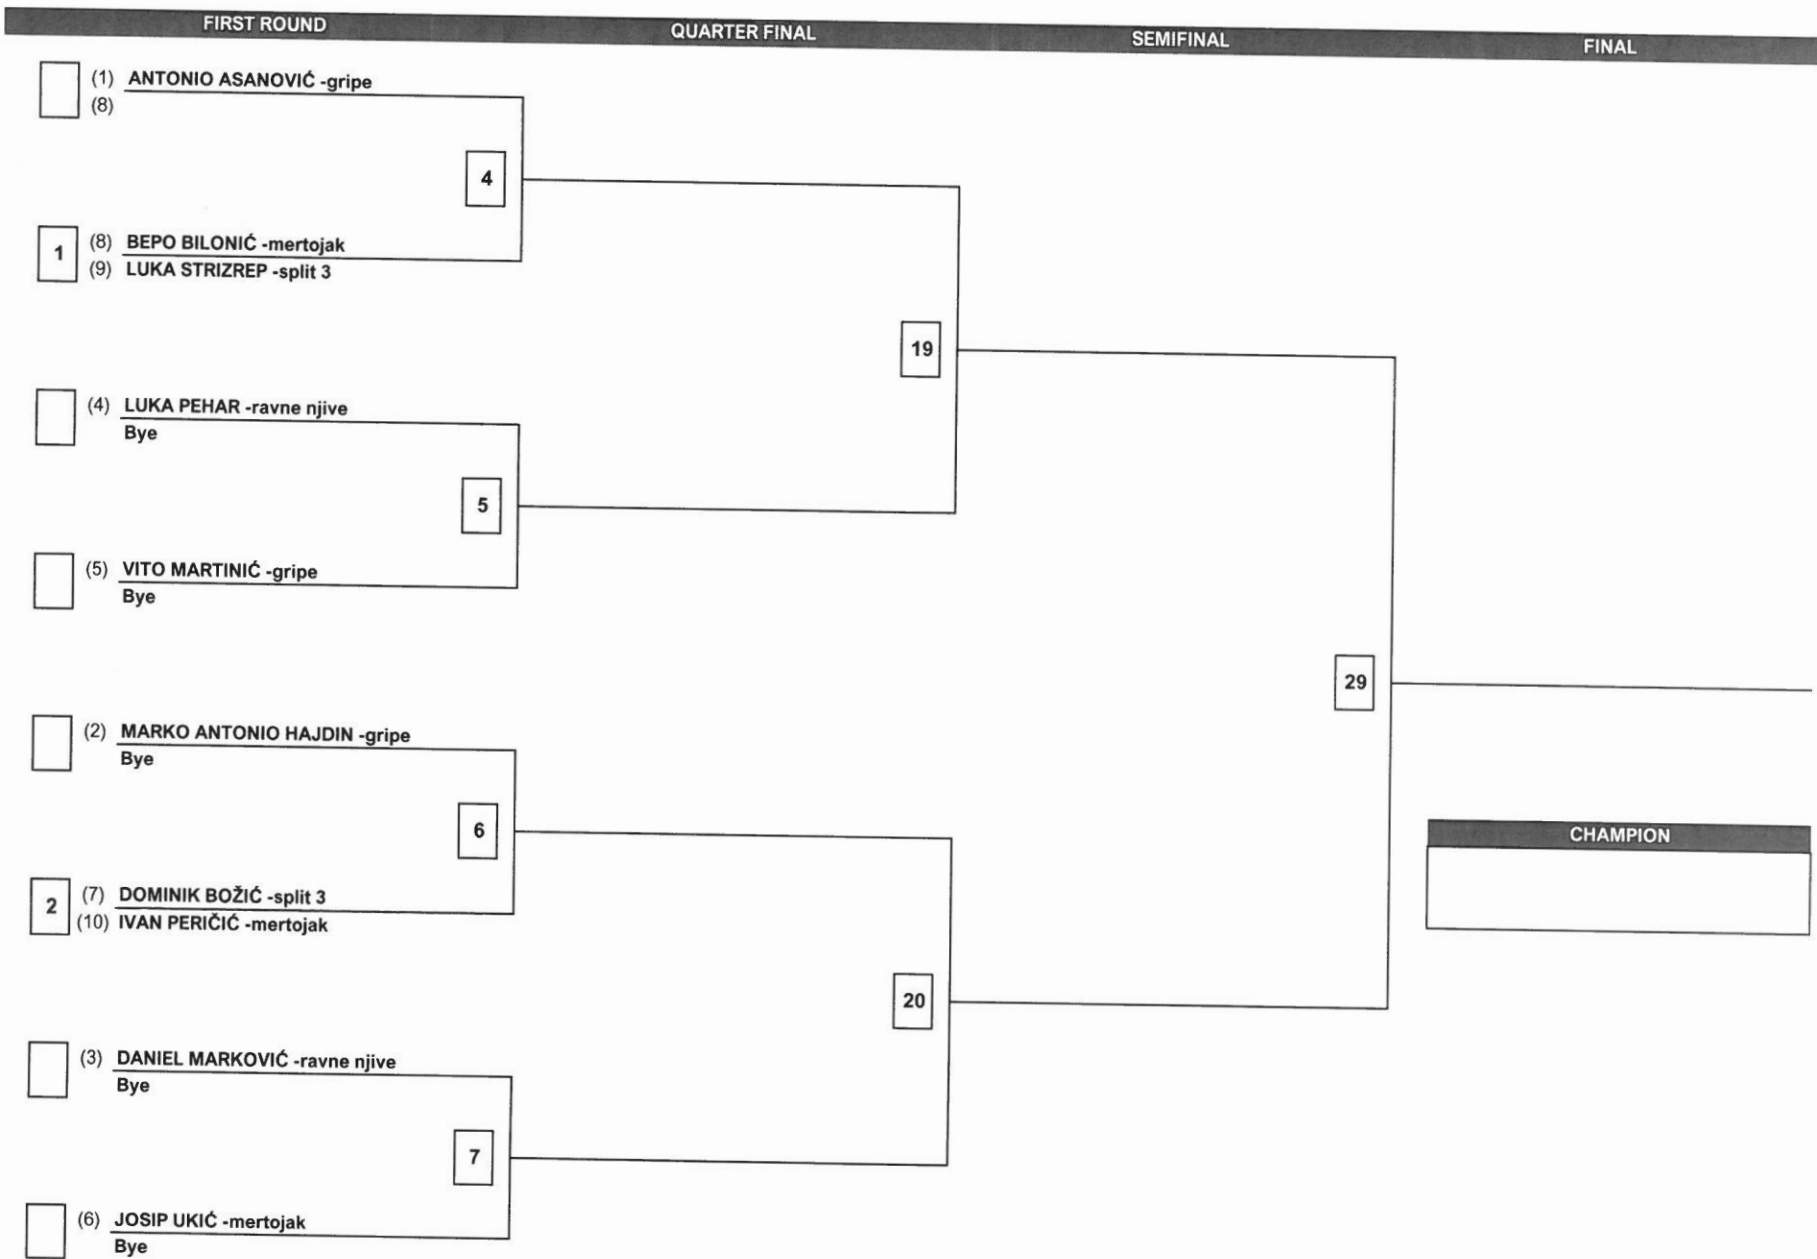 FIRST ROUND QUARTER FINAL SEMIFINAL FINAL
(1) ANTONIO ASANOVIĆ -gripe
(8)
4
1 (8) BEPO BILONIĆ -mertojak
(9) LUKA STRIZREP -split 3
19
(4) LUKA PEHAR -ravne njive
Bye
5
(5) VITO MARTINIĆ -gripe
Bye
29
(2) MARKO ANTONIO HAJDIN -gripe
Bye
6
CHAMPION
2 (7) DOMINIK BOŽIĆ -split 3
(10) IVAN PERIČIĆ -mertojak
20
(3) DANIEL MARKOVIĆ -ravne njive
Bye
7
(6) JOSIP UKIĆ -mertojak
Bye